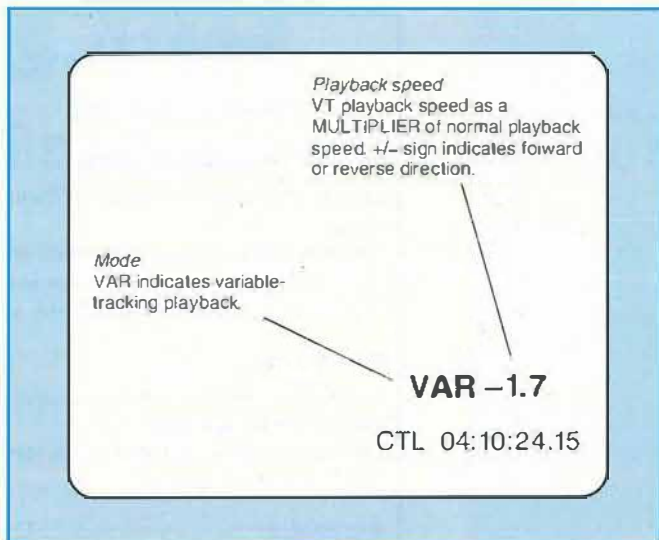 Playback speed
VT playback speed as a
MULTiPLIER of normal playback
speed. +/– sign indicates forward
or reverse direction.
Mode
VAR indicates variable-
tracking playback.
VAR –1.7
CTL 04:10:24.15